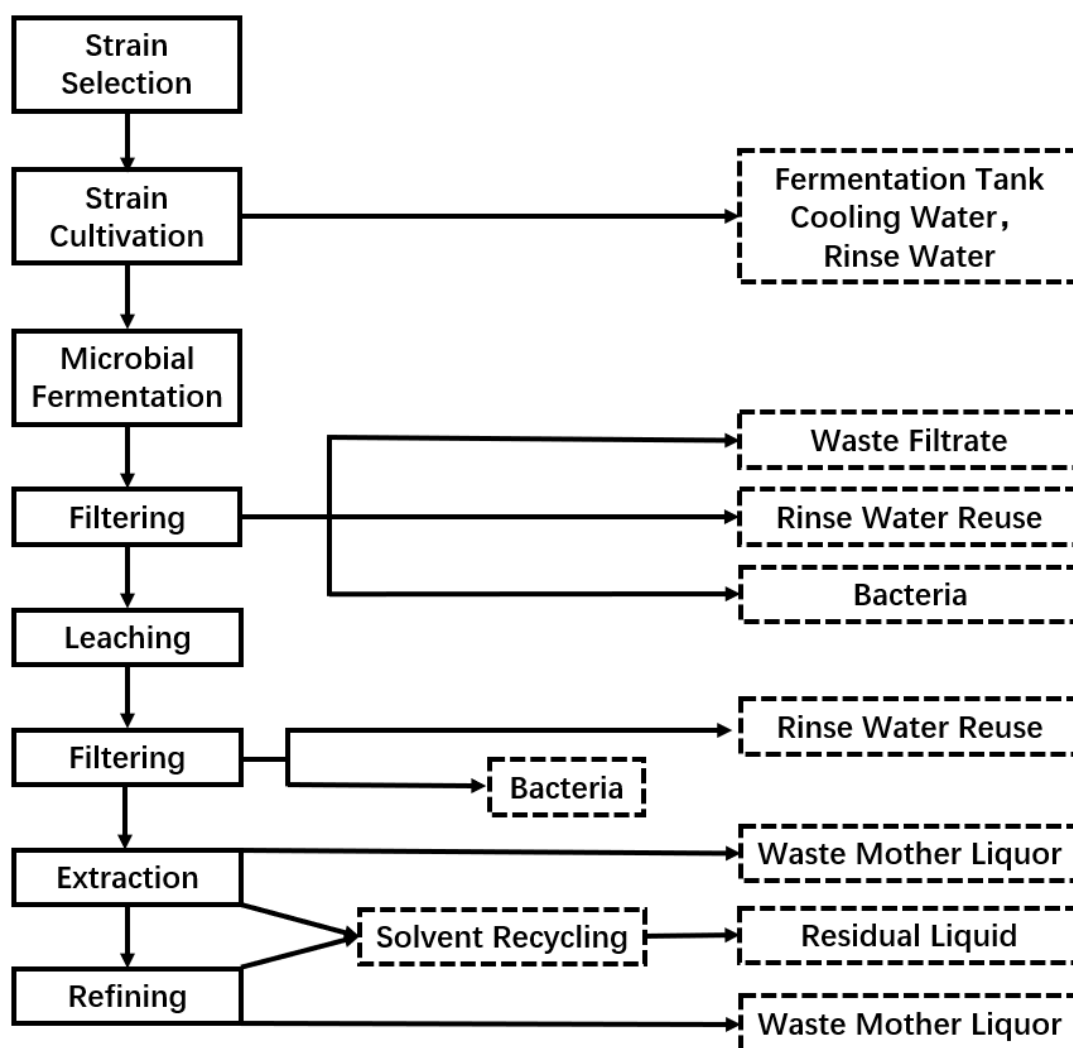 Strain
Selection
Strain
Cultivation
Fermentation Tank
Cooling Water，
Rinse Water
Microbial
Fermentation
Waste Filtrate
Filtering
Rinse Water Reuse
Bacteria
Leaching
Rinse Water Reuse
Filtering
Bacteria
Waste Mother Liquor
Extraction
Solvent Recycling
Residual Liquid
Refining
Waste Mother Liquor